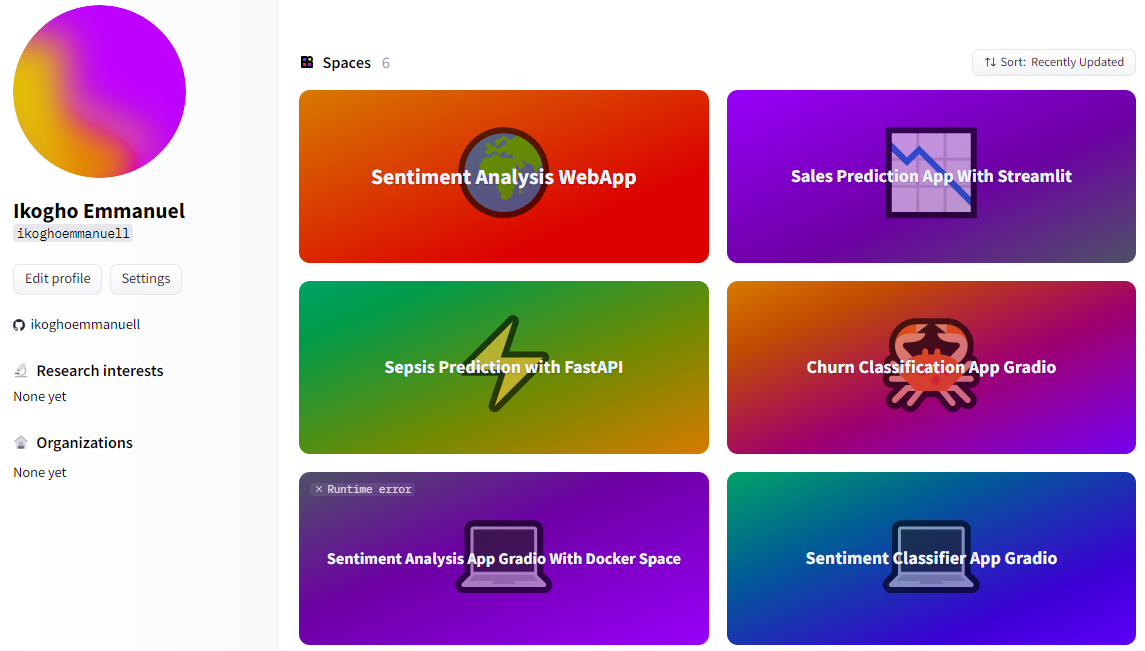 Ikogho Emmanuel
ikoghoemmanuell
Edit profile
Settings
ikoghoemmanuell
Research interests
None yet
Organizations
None yet
Spaces 6
Sort: Recently Updated
Sentiment Analysis WebApp
Sales Prediction App With Streamlit
Sepsis Prediction with FastAPI
Churn Classification App Gradio
× Runtime error
Sentiment Analysis App Gradio With Docker Space
Sentiment Classifier App Gradio